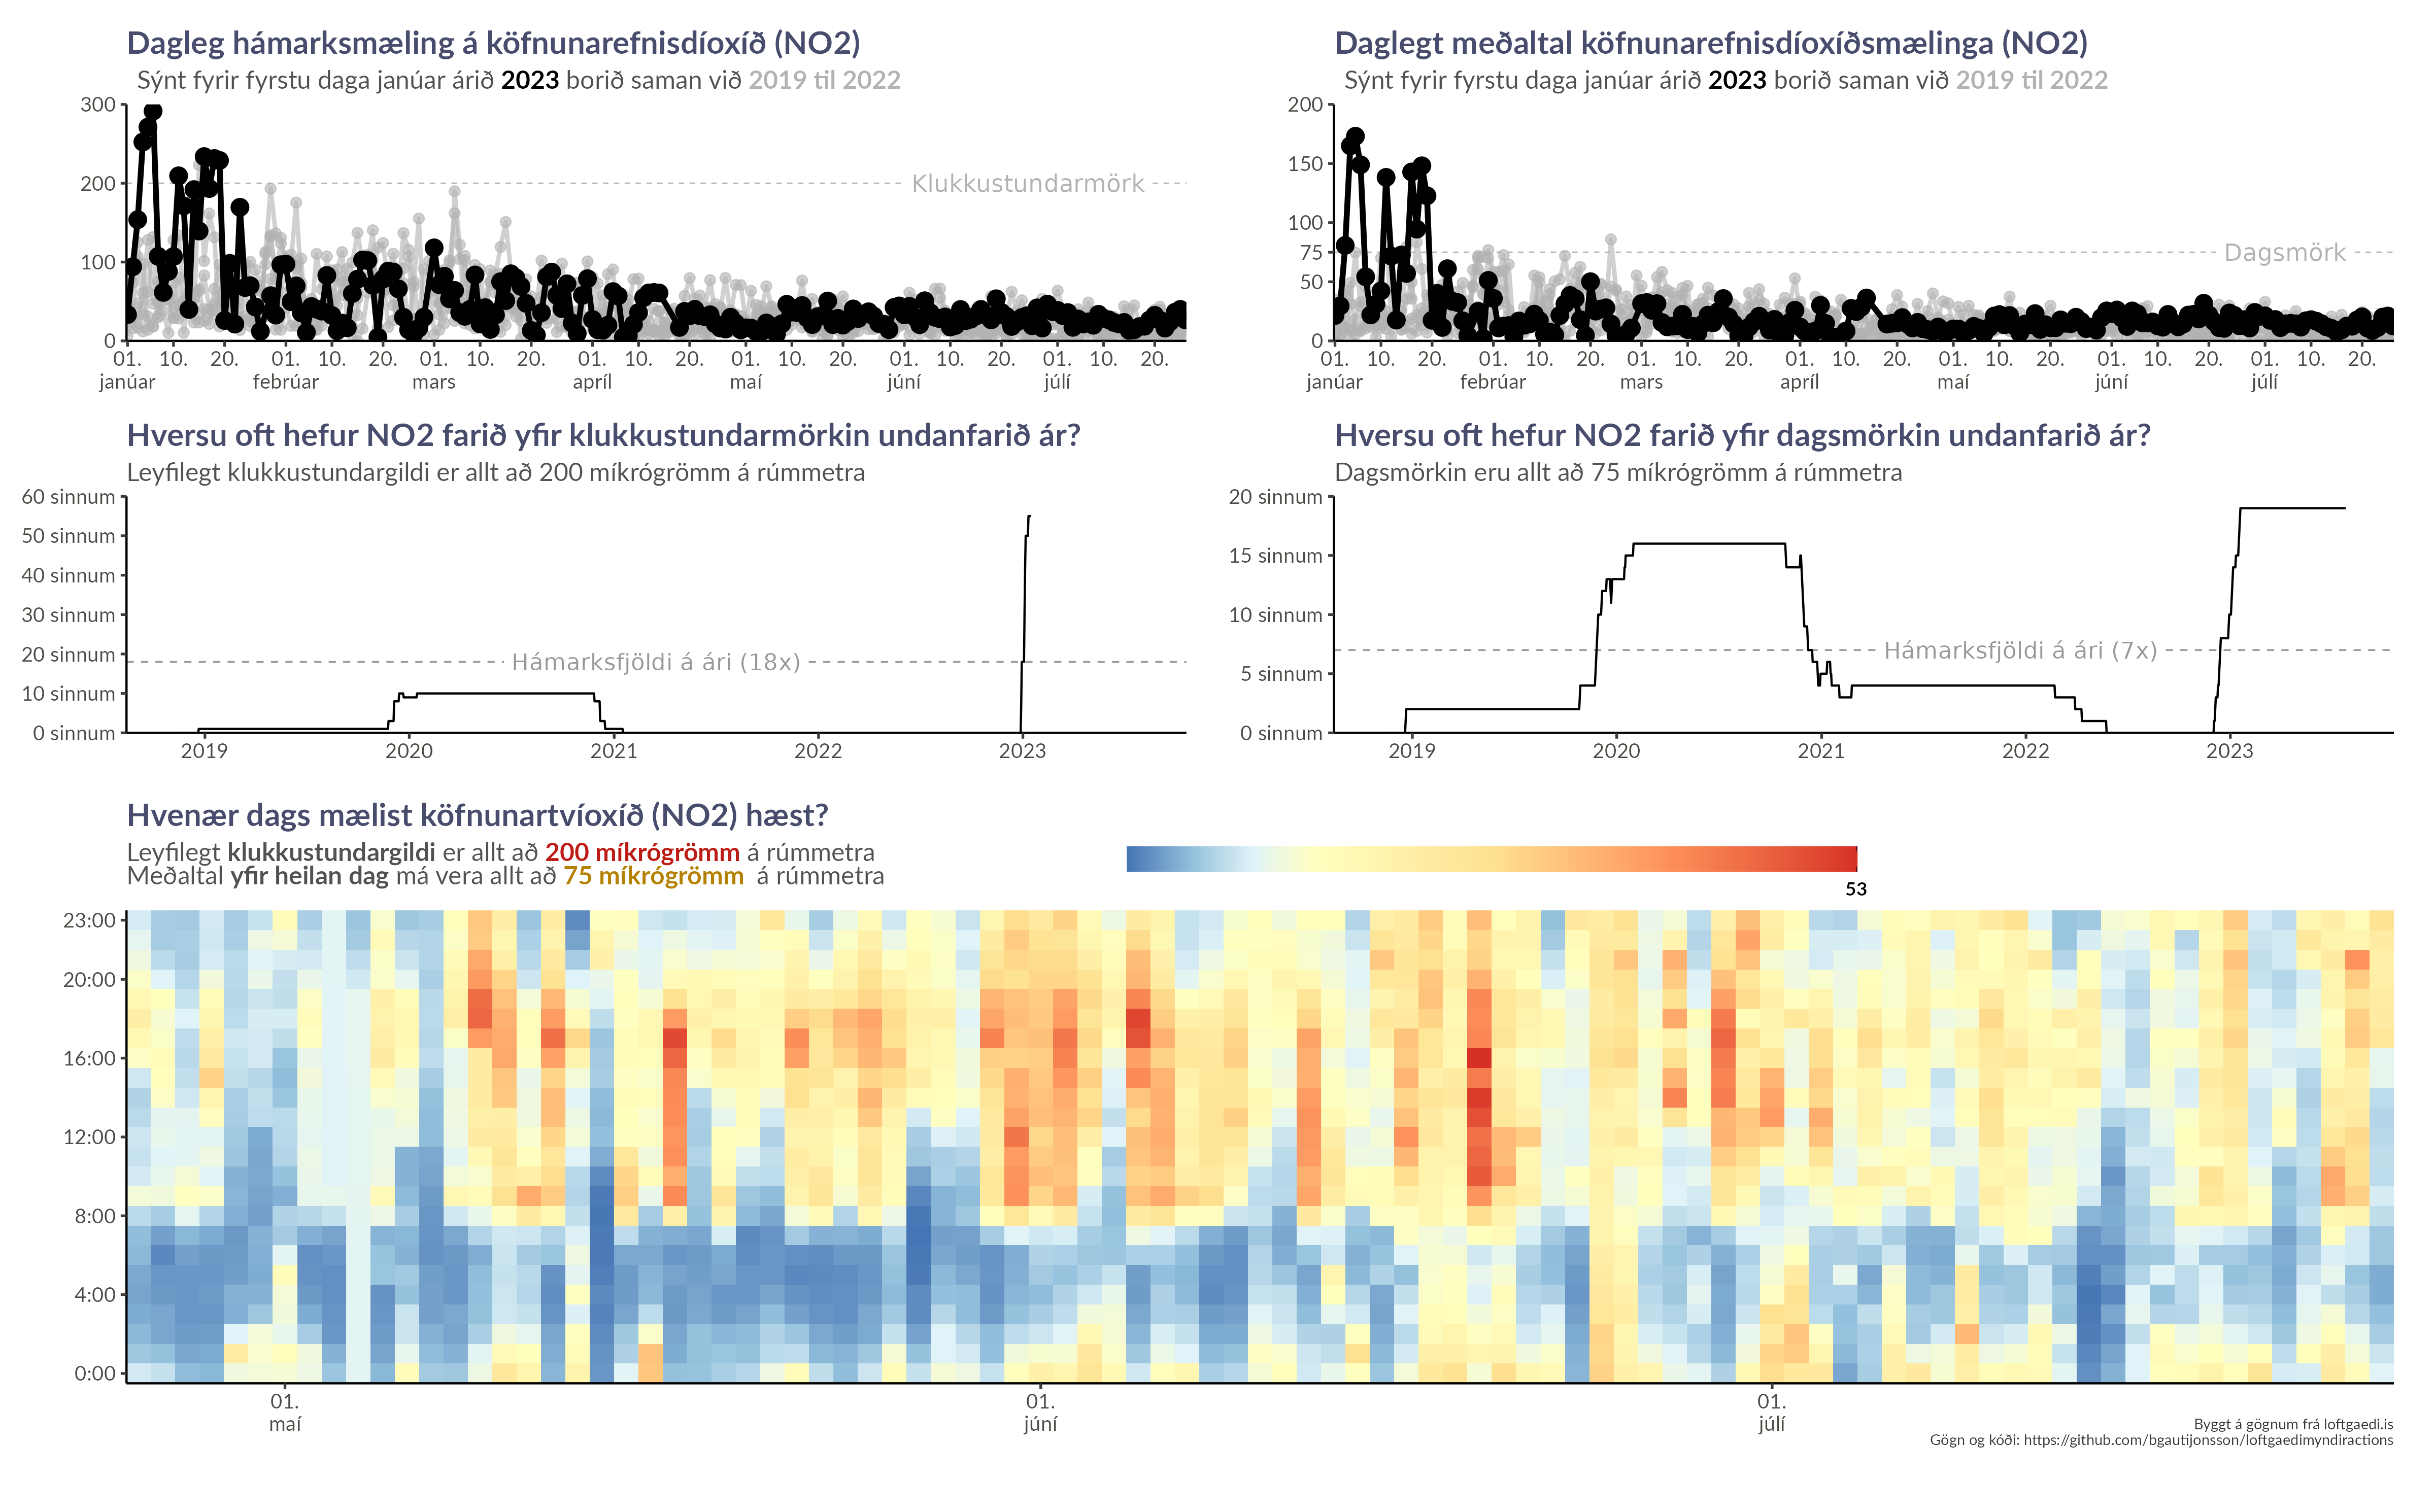 Dagleg hámarksmæling á köfnunarefnisdíoxíð (NO2)
Sýnt fyrir fyrstu daga janúar árið 2023 borið saman við 2019 til 2022
300
200
100
0
Klukkustundarmörk
01. 10. 20. 01. 10. 20. 01. 10. 20. 01. 10. 20. 01. 10. 20. 01. 10. 20. 01. 10. 20.
janúar febrúar mars apríl maí júní júlí
Daglegt meðaltal köfnunarefnisdíoxíðsmælinga (NO2)
Sýnt fyrir fyrstu daga janúar árið 2023 borið saman við 2019 til 2022
200
150
100
75
50
0
Dagsmörk
01. 10. 20. 01. 10. 20. 01. 10. 20. 01. 10. 20. 01. 10. 20. 01. 10. 20. 01. 10. 20.
janúar febrúar mars apríl maí júní júlí
Hversu oft hefur NO2 farið yfir klukkustundarmörkin undanfarið ár?
Leyfilegt klukkustundargildi er allt að 200 míkrógrömm á rúmmetra
60 sinnum
50 sinnum
40 sinnum
30 sinnum
20 sinnum
10 sinnum
0 sinnum
Hámarksfjöldi á ári (18x)
2019 2020 2021 2022 2023
Hversu oft hefur NO2 farið yfir dagsmörkin undanfarið ár?
Dagsmörkin eru allt að 75 míkrógrömm á rúmmetra
20 sinnum
15 sinnum
10 sinnum
5 sinnum
0 sinnum
Hámarksfjöldi á ári (7x)
2019 2020 2021 2022 2023
Hvenær dags mælist köfnunartvíoxíð (NO2) hæst?
Leyfilegt klukkustundargildi er allt að 200 míkrógrömm á rúmmetra
Meðaltal yfir heilan dag má vera allt að 75 míkrógrömm á rúmmetra
53
23:00
20:00
16:00
12:00
8:00
4:00
0:00
01. 01. 01.
maí júní júlí
Byggt á gögnum frá loftgaedi.is
Gögn og kóði: https://github.com/bgautijonsson/loftgaedimyndiractions